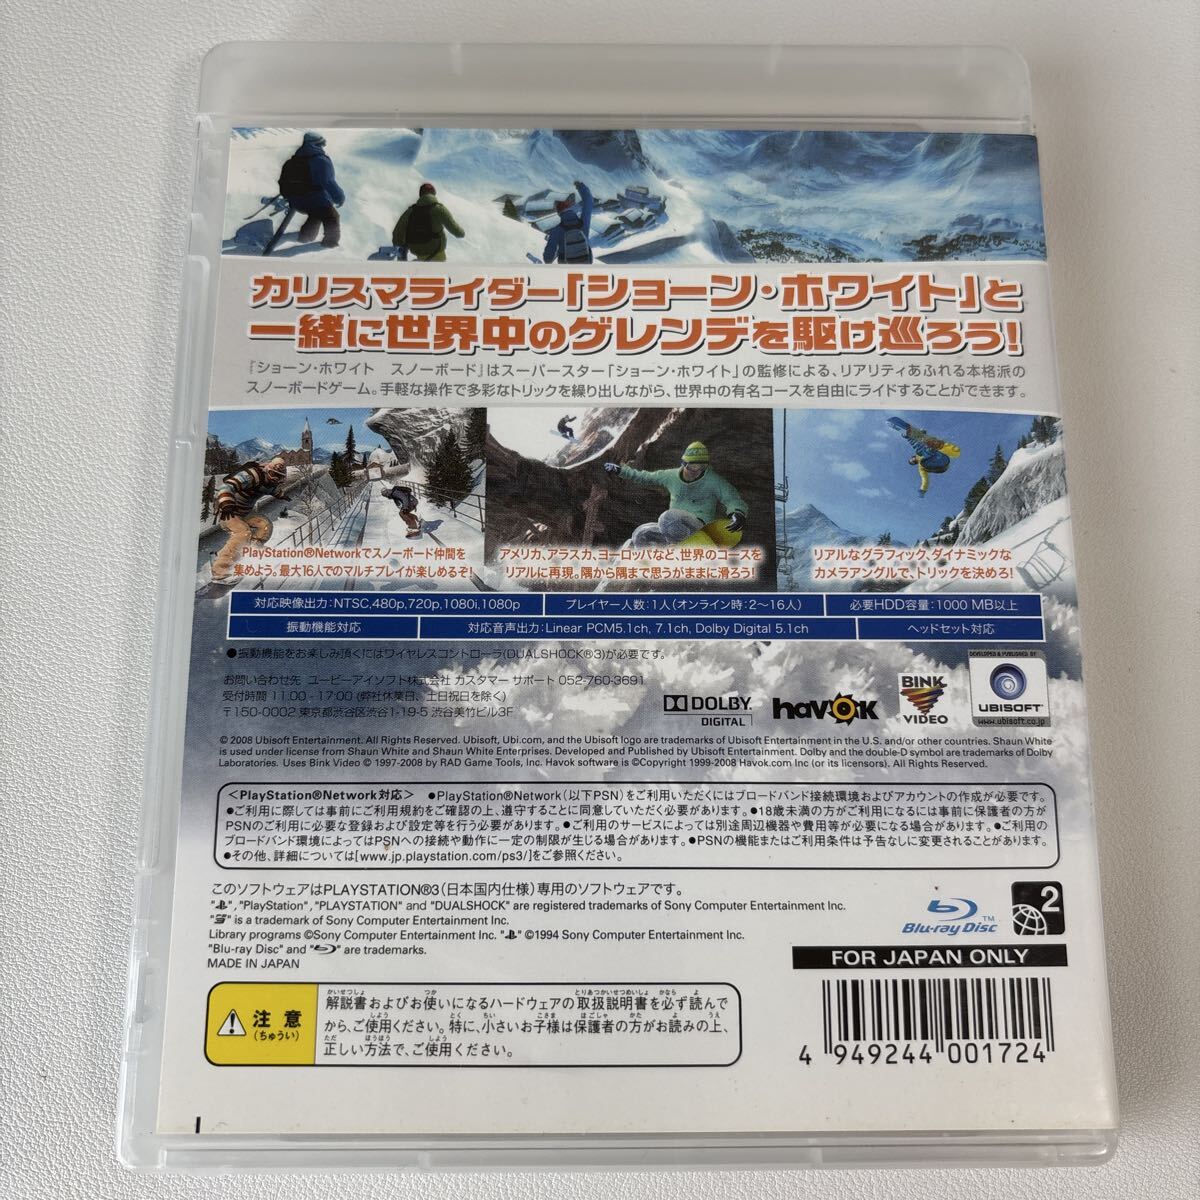 カリスマライダー「ショーン・ホワイト」と
一緒に世界中のゲレンデを駆け巡ろう!
『ショーン・ホワイト スノーボード』はスーパースター「ショーン・ホワイト」の監修による、リアリティあふれる本格派の
スノーボードゲーム。手軽な操作で多彩なトリックを繰り出しながら、世界中の有名コースを自由にライドすることができます。
PlayStation®Networkでスノーボード仲間を
集めよう。最大16人でのマルチプレイが楽しめるぞ!
アメリカ、アラスカ、ヨーロッパなど、世界のコースを
リアルに再現。隅から隅まで思うがままに滑ろう!
リアルなグラフィック、ダイナミックな
カメラアングルで、トリックを決めろ!
対応映像出力:NTSC,480p,720p,1080i,1080p
プレイヤー人数:1人(オンライン時:2〜16人)
必要HDD容量:1000 MB以上
振動機能対応
対応音声出力:Linear PCM5.1ch, 7.1ch, Dolby Digital 5.1ch
ヘッドセット対応
●振動機能をお楽しみ頂くにはワイヤレスコントローラ(DUALSHOCK®3)が必要です。
お問い合わせ先 ユービーアイソフト株式会社 カスタマー サポート 052-760-3691
受付時間 11:00 - 17:00 (弊社休業日、土日祝日を除く)
〒150-0002 東京都渋谷区渋谷1-19-5 渋谷美竹ビル3F
DOLBY
DIGITAL
havok
BINK
VIDEO
DEVELOPED & PUBLISHED BY
UBISOFT
www.ubisoft.co.jp
© 2008 Ubisoft Entertainment. All Rights Reserved. Ubisoft, Ubi.com, and the Ubisoft logo are trademarks of Ubisoft Entertainment in the U.S. and/or other countries. Shaun White
is used under license from Shaun White and Shaun White Enterprises. Developed and Published by Ubisoft Entertainment. Dolby and the double-D symbol are trademarks of Dolby
Laboratories. Uses Bink Video © 1997-2008 by RAD Game Tools, Inc. Havok software is ©Copyright 1999-2008 Havok.com Inc (or its licensors). All Rights Reserved.
<PlayStation®Network対応> ●PlayStation®Network(以下PSN)をご利用いただくにはブロードバンド接続環境およびアカウントの作成が必要です。
●ご利用に際しては事前にご利用規約をご確認の上、遵守することに同意していただく必要があります。●18歳未満の方がご利用になるには事前に保護者の方が
PSNのご利用に必要な登録および設定等を行う必要があります。●ご利用のサービスによっては別途周辺機器や費用等が必要になる場合があります。●ご利用の
ブロードバンド環境によってはPSNへの接続や動作に一定の制限が生じる場合があります。●PSNの機能またはご利用条件は予告なしに変更されることがあります。
●その他、詳細については[www.jp.playstation.com/ps3/]をご参照ください。
このソフトウェアはPLAYSTATION®3(日本国内仕様)専用のソフトウェアです。
" ", "PlayStation", "PLAYSTATION" and "DUALSHOCK" are registered trademarks of Sony Computer Entertainment Inc.
" " is a trademark of Sony Computer Entertainment Inc.
Library programs ©Sony Computer Entertainment Inc. " " ©1994 Sony Computer Entertainment Inc.
"Blu-ray Disc" and " " are trademarks.
MADE IN JAPAN
Blu-ray Disc™
2
FOR JAPAN ONLY
注意
(ちゅうい)
解説書およびお使いになるハードウェアの取扱説明書を必ず読んで
から、ご使用ください。特に、小さいお子様は保護者の方がお読みの上、
正しい方法で、ご使用ください。
4 949244 001724